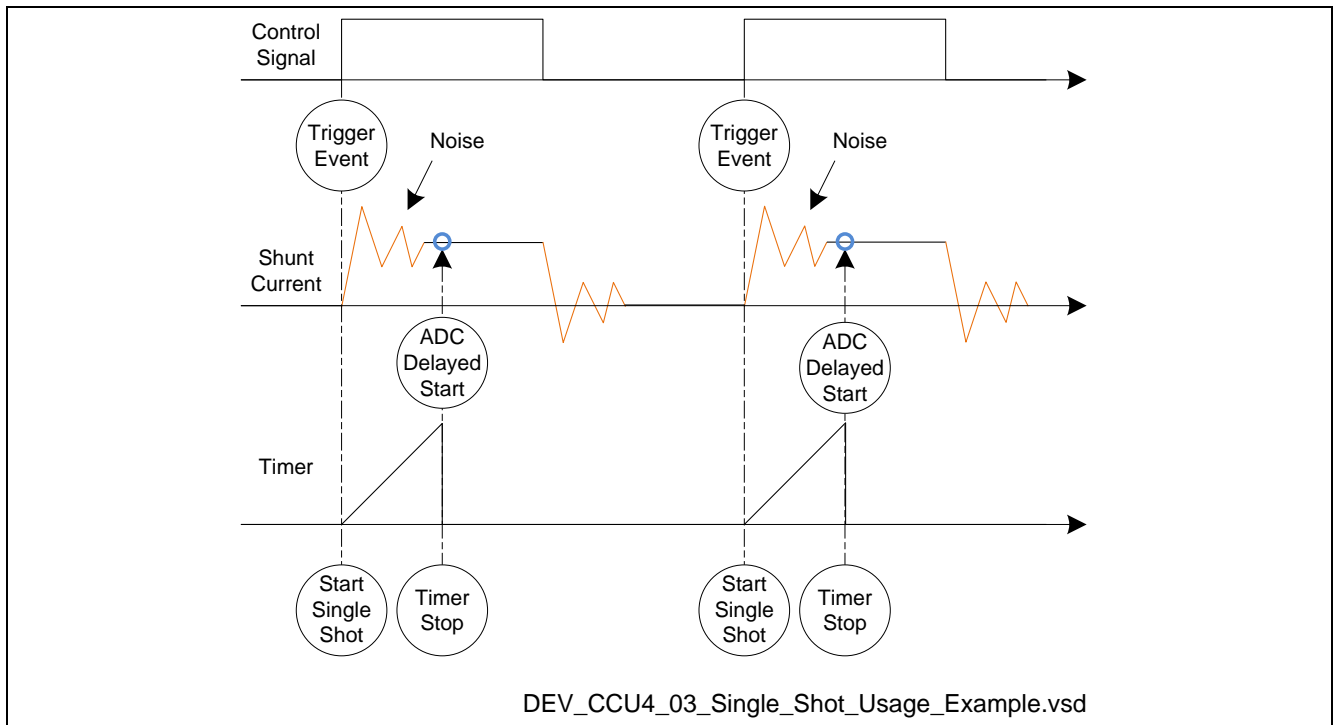 Control
Signal
Trigger
Event
Noise
Trigger
Event
Noise
Shunt
Current
ADC
Delayed
Start
ADC
Delayed
Start
Timer
Start
Single
Shot
Timer
Stop
Start
Single
Shot
Timer
Stop
DEV_CCU4_03_Single_Shot_Usage_Example.vsd